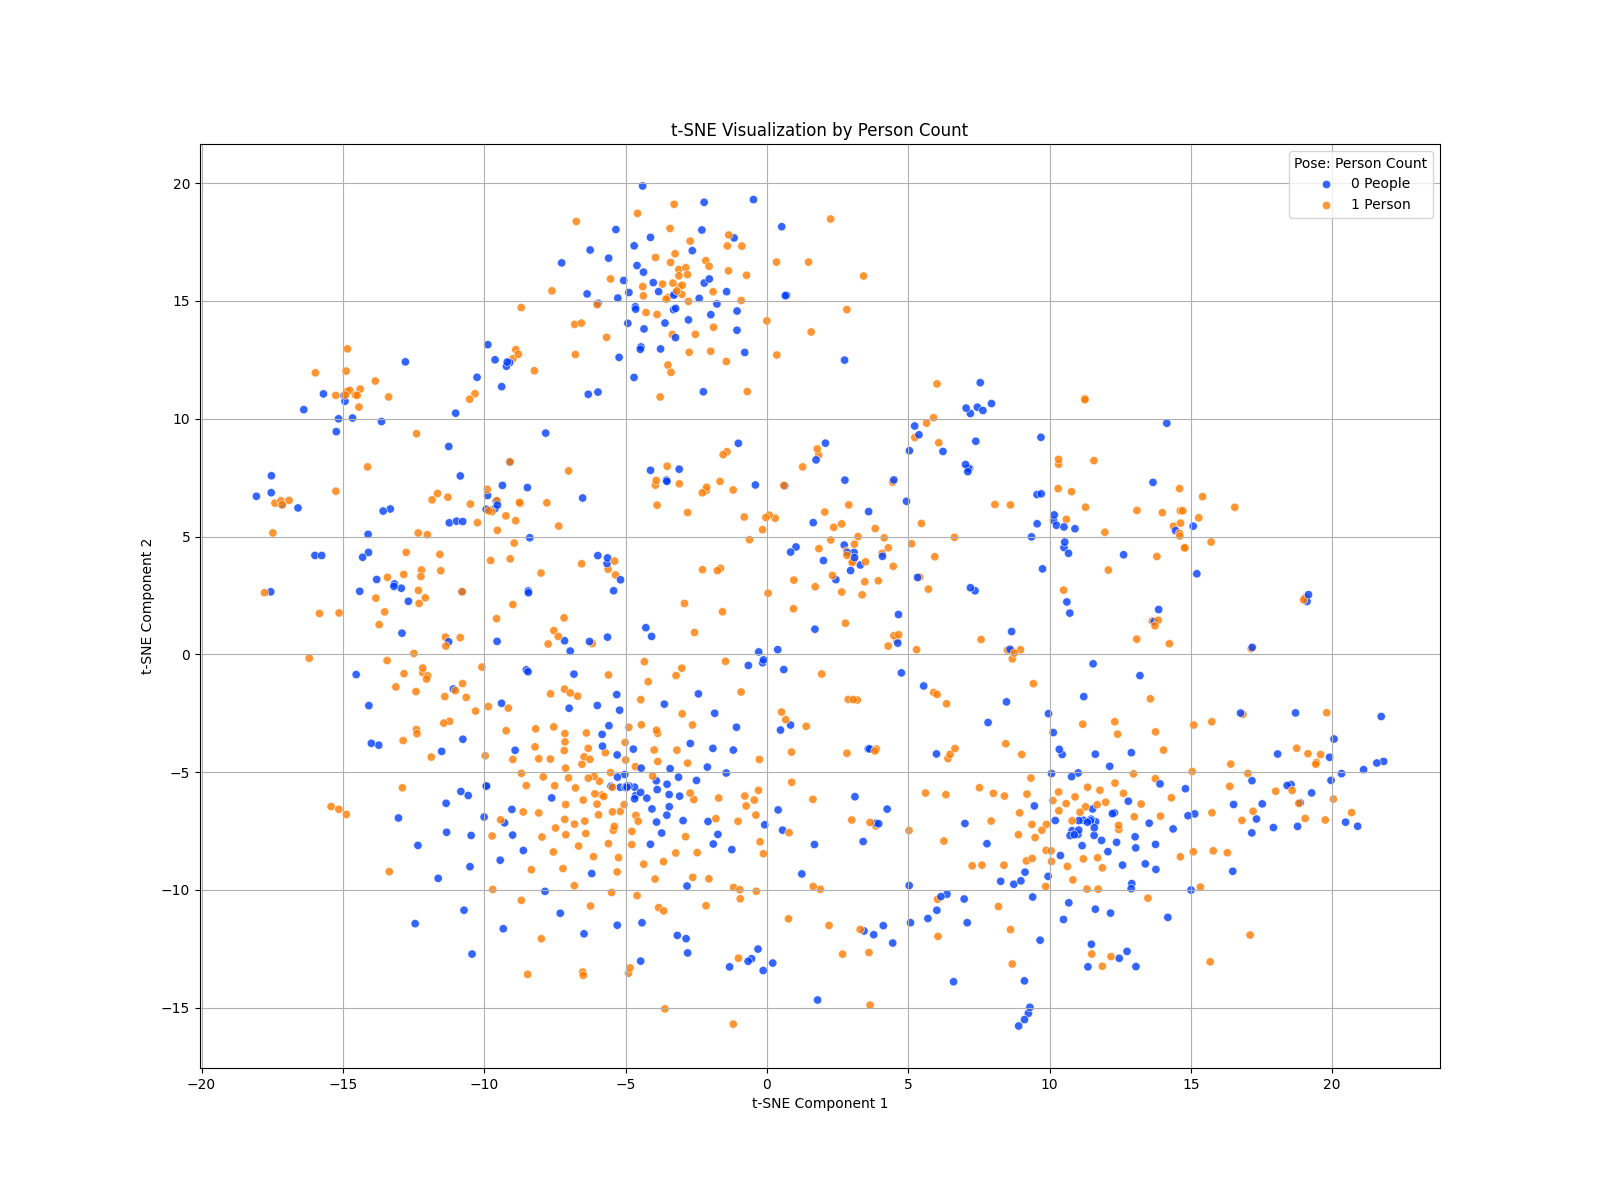 t-SNE Visualization by Person Count
Pose: Person Count
0 People
1 Person
20
15
10
5
0
−5
−10
−15
t-SNE Component 2
−20 −15 −10 −5 0 5 10 15 20
t-SNE Component 1